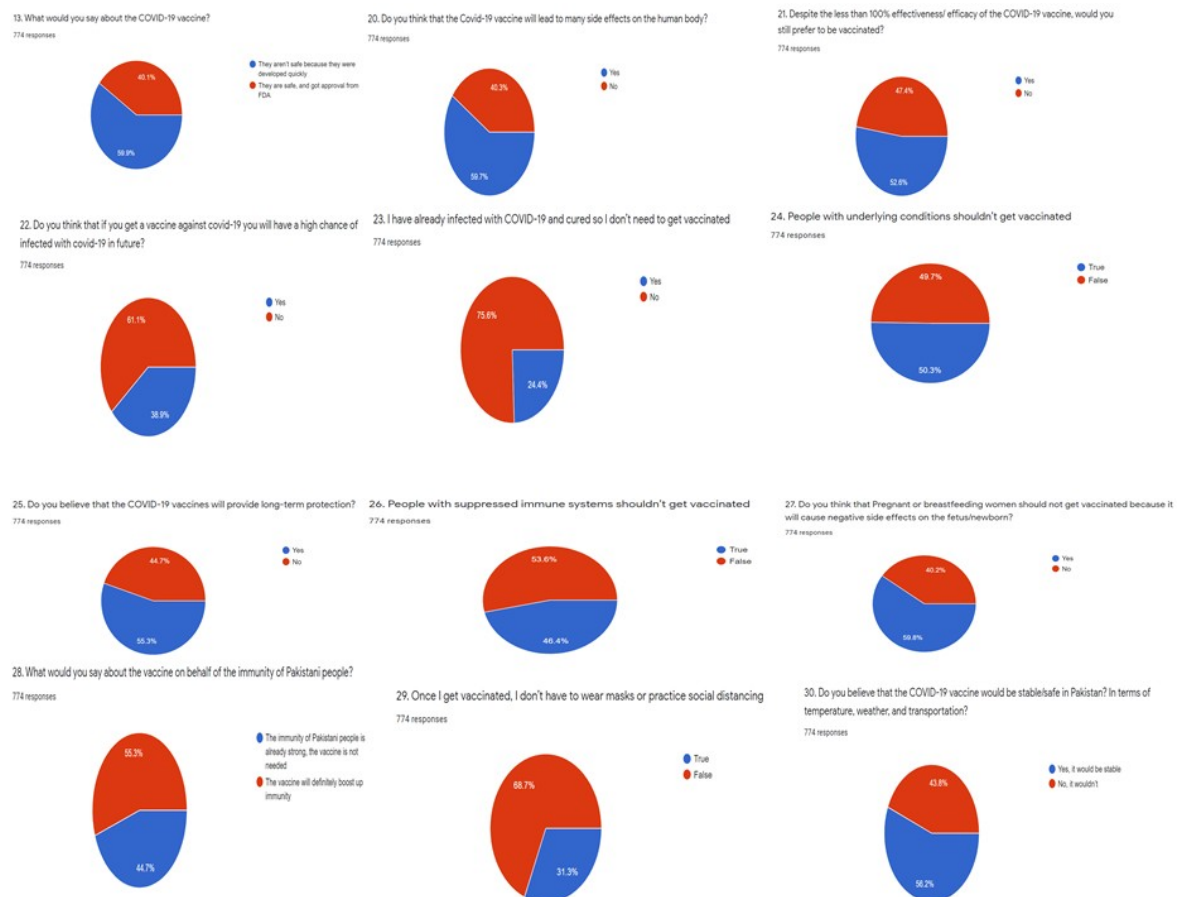 13. What would you say about the COVID-19 vaccine?
774 responses
They aren't safe because they were
developed quickly
They are safe, and got approval from
FDA
40.1%
59.9%
20. Do you think that the Covid-19 vaccine will lead to many side effects on the human body?
774 responses
Yes
No
40.3%
59.7%
21. Despite the less than 100% effectiveness/ efficacy of the COVID-19 vaccine, would you
still prefer to be vaccinated?
774 responses
Yes
No
47.4%
52.6%
22. Do you think that if you get a vaccine against covid-19 you will have a high chance of
infected with covid-19 in future?
774 responses
Yes
No
61.1%
38.9%
23. I have already infected with COVID-19 and cured so I don't need to get vaccinated
774 responses
Yes
No
75.6%
24.4%
24. People with underlying conditions shouldn't get vaccinated
774 responses
True
False
49.7%
50.3%
25. Do you believe that the COVID-19 vaccines will provide long-term protection?
774 responses
Yes
No
44.7%
55.3%
26. People with suppressed immune systems shouldn't get vaccinated
774 responses
True
False
53.6%
46.4%
27. Do you think that Pregnant or breastfeeding women should not get vaccinated because it
will cause negative side effects on the fetus/newborn?
774 responses
Yes
No
40.2%
59.8%
28. What would you say about the vaccine on behalf of the immunity of Pakistani people?
774 responses
The immunity of Pakistani people is
already strong, the vaccine is not
needed
The vaccine will definitely boost up
immunity
55.3%
44.7%
29. Once I get vaccinated, I don't have to wear masks or practice social distancing
774 responses
True
False
68.7%
31.3%
30. Do you believe that the COVID-19 vaccine would be stable/safe in Pakistan? In terms of
temperature, weather, and transportation?
774 responses
Yes, it would be stable
No, it wouldn't
43.8%
56.2%